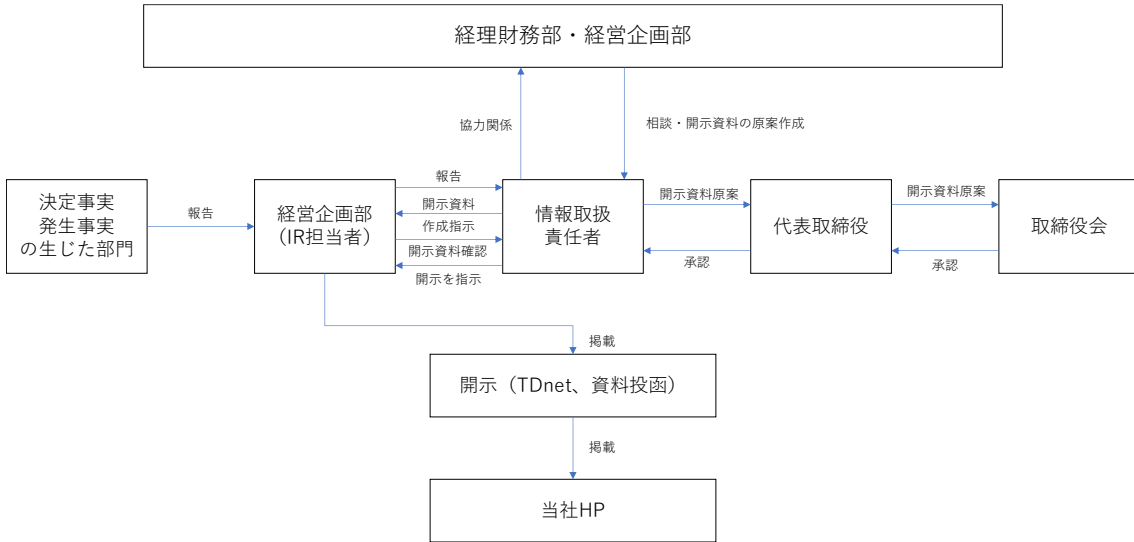 経理財務部・経営企画部
協力関係
相談・開示資料の原案作成
決定事実
発生事実
の生じた部門
報告
経営企画部
（IR担当者）
報告
開示資料
作成指示
開示資料確認
開示を指示
情報取扱
責任者
開示資料原案
承認
代表取締役
開示資料原案
承認
取締役会
掲載
開示（TDnet、資料投函）
掲載
当社HP